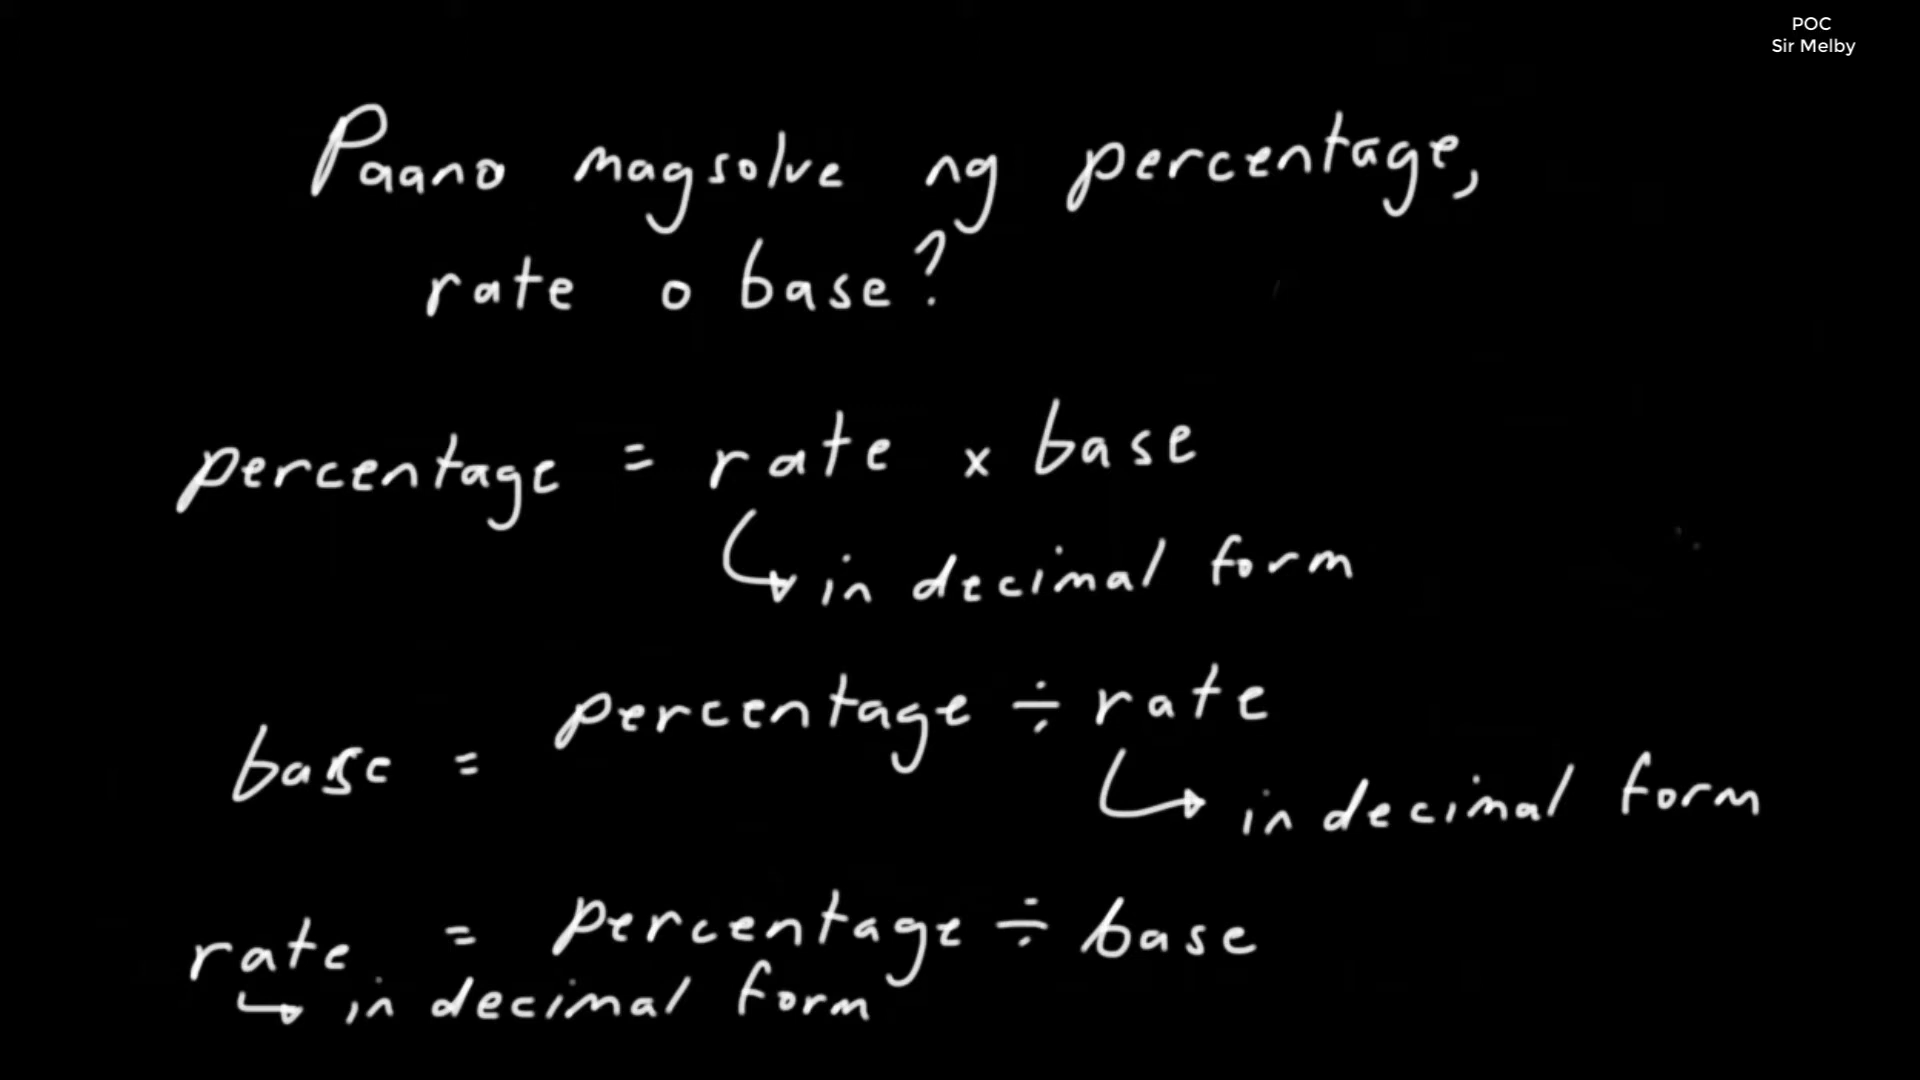 POC
Sir Melby
Paano magsolve ng percentage,
rate o base?
percentage = rate x base
in decimal form
base = percentage ÷ rate
in decimal form
rate = percentage ÷ base
in decimal form